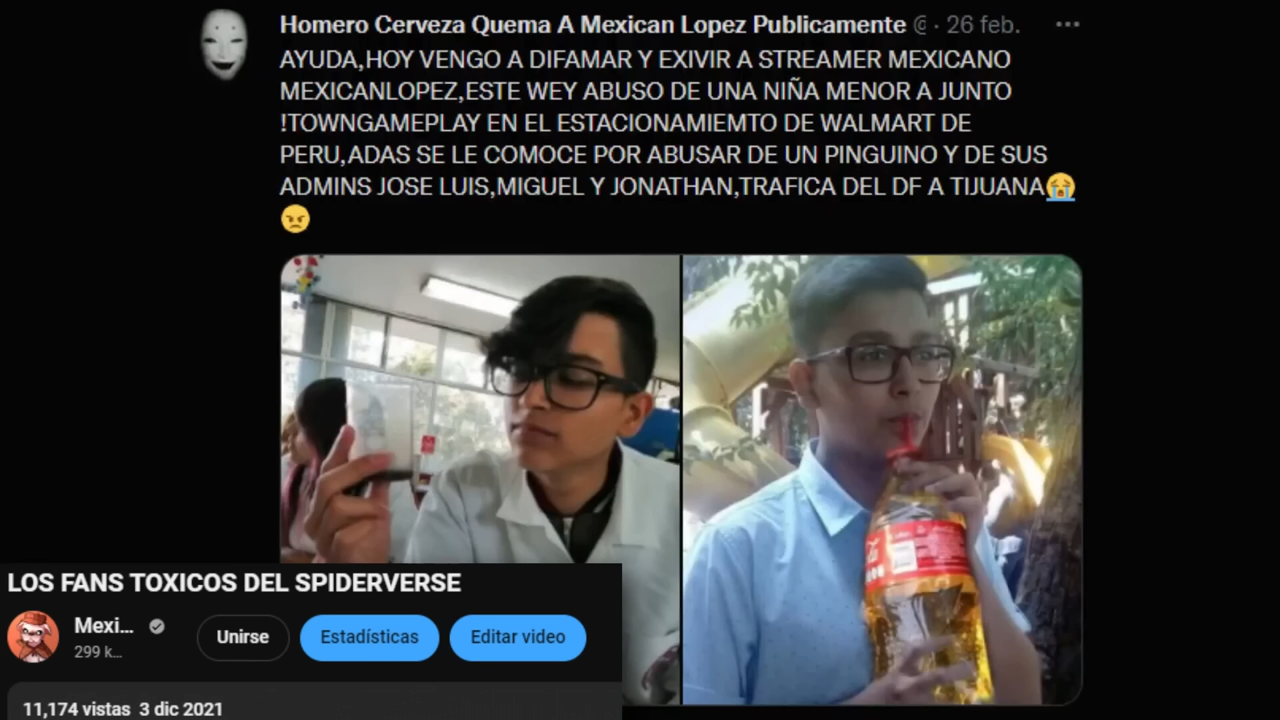 Homero Cerveza Quema A Mexican Lopez Publicamente @ · 26 feb.
AYUDA,HOY VENGO A DIFAMAR Y EXIVIR A STREAMER MEXICANO
MEXICANLOPEZ,ESTE WEY ABUSO DE UNA NIÑA MENOR A JUNTO
!TOWNGAMEPLAY EN EL ESTACIONAMIEMTO DE WALMART DE
PERU,ADAS SE LE COMOCE POR ABUSAR DE UN PINGUINO Y DE SUS
ADMINS JOSE LUIS,MIGUEL Y JONATHAN,TRAFICA DEL DF A TIJUANA😭
😠
LOS FANS TOXICOS DEL SPIDERVERSE
Mexi...
299 k...
Unirse
Estadísticas
Editar video
11,174 vistas 3 dic 2021